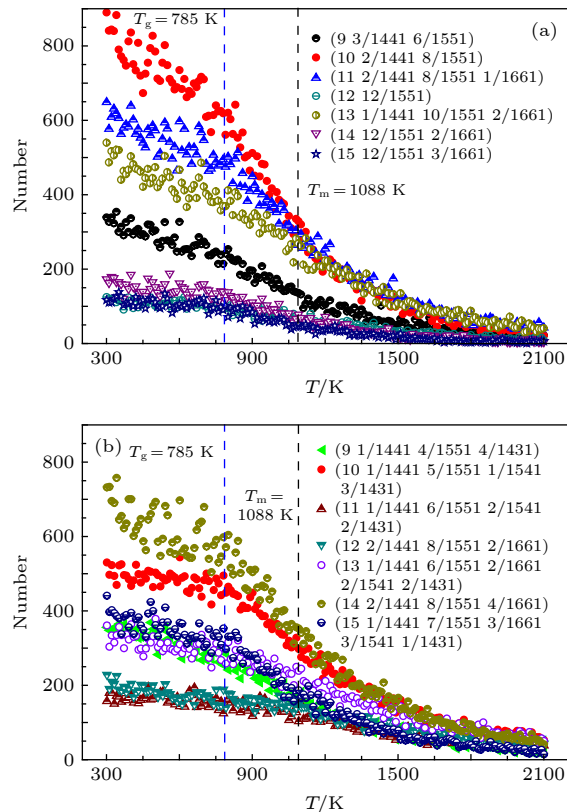 T_g = 785 K
(a)
(9 3/1441 6/1551)
(10 2/1441 8/1551)
(11 2/1441 8/1551 1/1661)
(12 12/1551)
(13 1/1441 10/1551 2/1661)
(14 12/1551 2/1661)
(15 12/1551 3/1661)
T_m = 1088 K
Number
800
600
400
200
0
300
900
1500
2100
T/K
(b)
T_g = 785 K
T_m =
1088 K
(9 1/1441 4/1551 4/1431)
(10 1/1441 5/1551 1/1541
3/1431)
(11 1/1441 6/1551 2/1541
2/1431)
(12 2/1441 8/1551 2/1661)
(13 1/1441 6/1551 2/1661
2/1541 2/1431)
(14 2/1441 8/1551 4/1661)
(15 1/1441 7/1551 3/1661
3/1541 1/1431)
Number
800
600
400
200
0
300
900
1500
2100
T/K